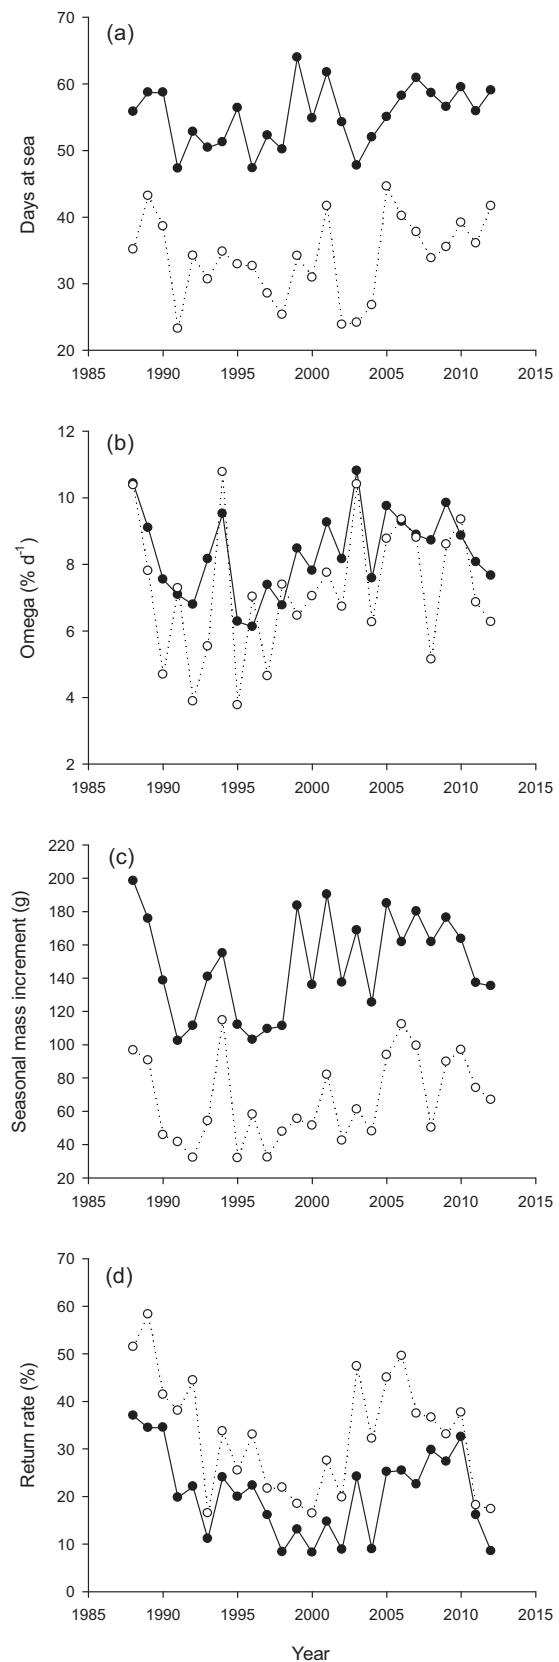 (a)
Days at sea
70
60
50
40
30
20
1985 1990 1995 2000 2005 2010 2015
(b)
Omega (% d⁻¹)
12
10
8
6
4
2
1985 1990 1995 2000 2005 2010 2015
(c)
Seasonal mass increment (g)
220
200
180
160
140
120
100
80
60
40
20
1985 1990 1995 2000 2005 2010 2015
(d)
Return rate (%)
70
60
50
40
30
20
10
0
1985 1990 1995 2000 2005 2010 2015
Year